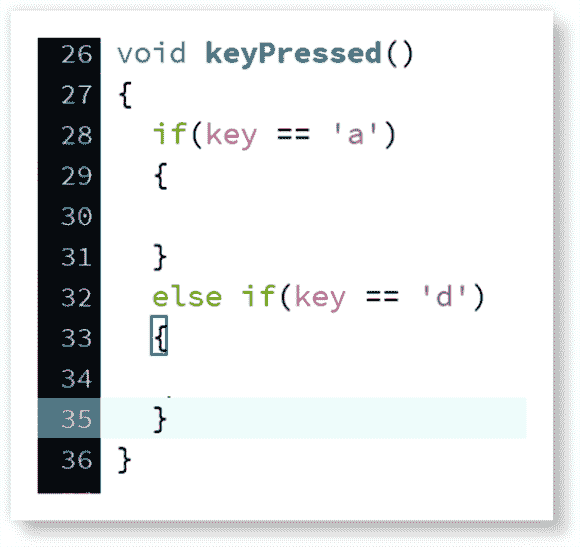 26 void keyPressed()
27 {
28 if(key == 'a')
29 {
30
31 }
32 else if(key == 'd')
33 {
34
35 }
36 }